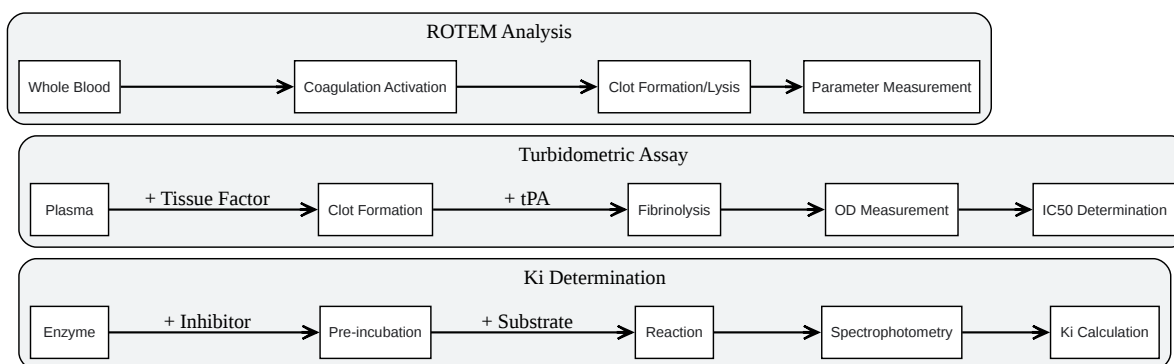 ROTEM Analysis
Whole Blood
Coagulation Activation
Clot Formation/Lysis
Parameter Measurement
Turbidometric Assay
Plasma
+ Tissue Factor
Clot Formation
+ tPA
Fibrinolysis
OD Measurement
IC50 Determination
Ki Determination
Enzyme
+ Inhibitor
Pre-incubation
+ Substrate
Reaction
Spectrophotometry
Ki Calculation